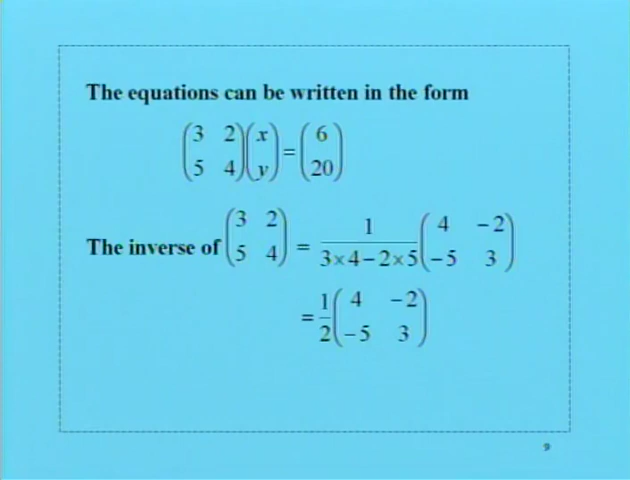 The equations can be written in the form
(3 2
5 4)(x
y) = (6
20)
The inverse of (3 2
5 4) = 1/(3×4−2×5) (4 −2
−5 3)
= 1/2 (4 −2
−5 3)
9